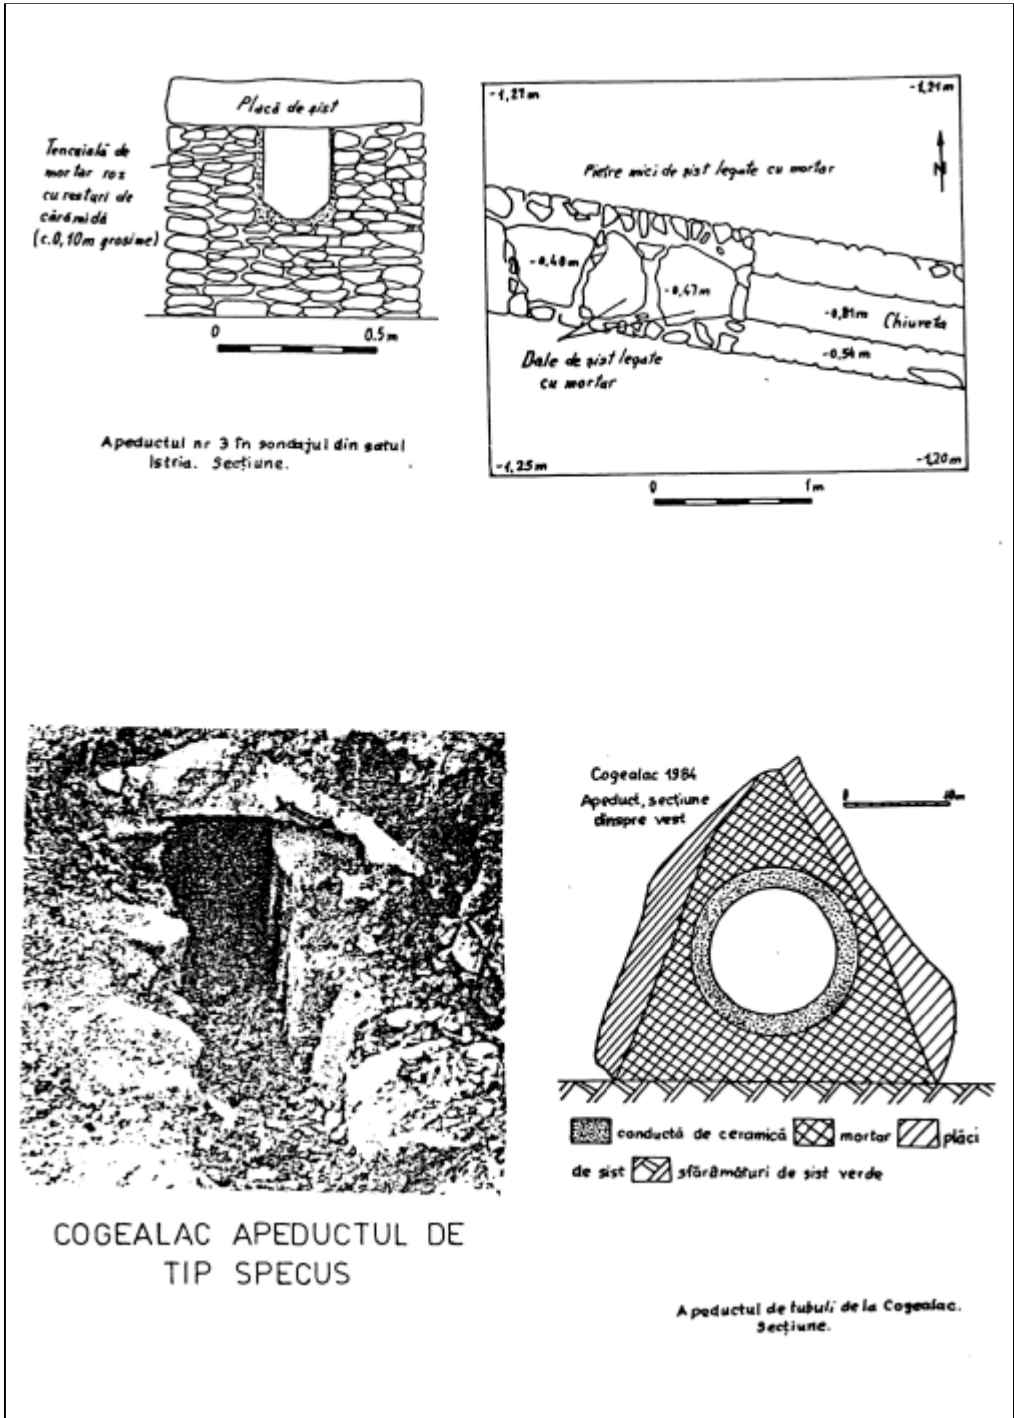 Placă de șist
Tencuială de
mortar roz
cu resturi de
cărămidă
(c.0,10m grosime)
0 0.5m
Apeductul nr 3 în sondajul din satul
Istria. Secțiune.
-1,27m -1,21m
N
Pietre mici de șist legate cu mortar
-0,48m
-0,47m
-0,81m Chiureta
-0,54m
Dale de șist legate
cu mortar
-1,25m -1,20m
0 1m
COGEALAC APEDUCTUL DE
TIP SPECUS
Cogealac 1984
Apeduct, secțiune
dinspre vest
0
conductă de ceramică mortar plăci
de șist sfărâmături de șist verde
Apeductul de tubuli de la Cogealac.
Secțiune.